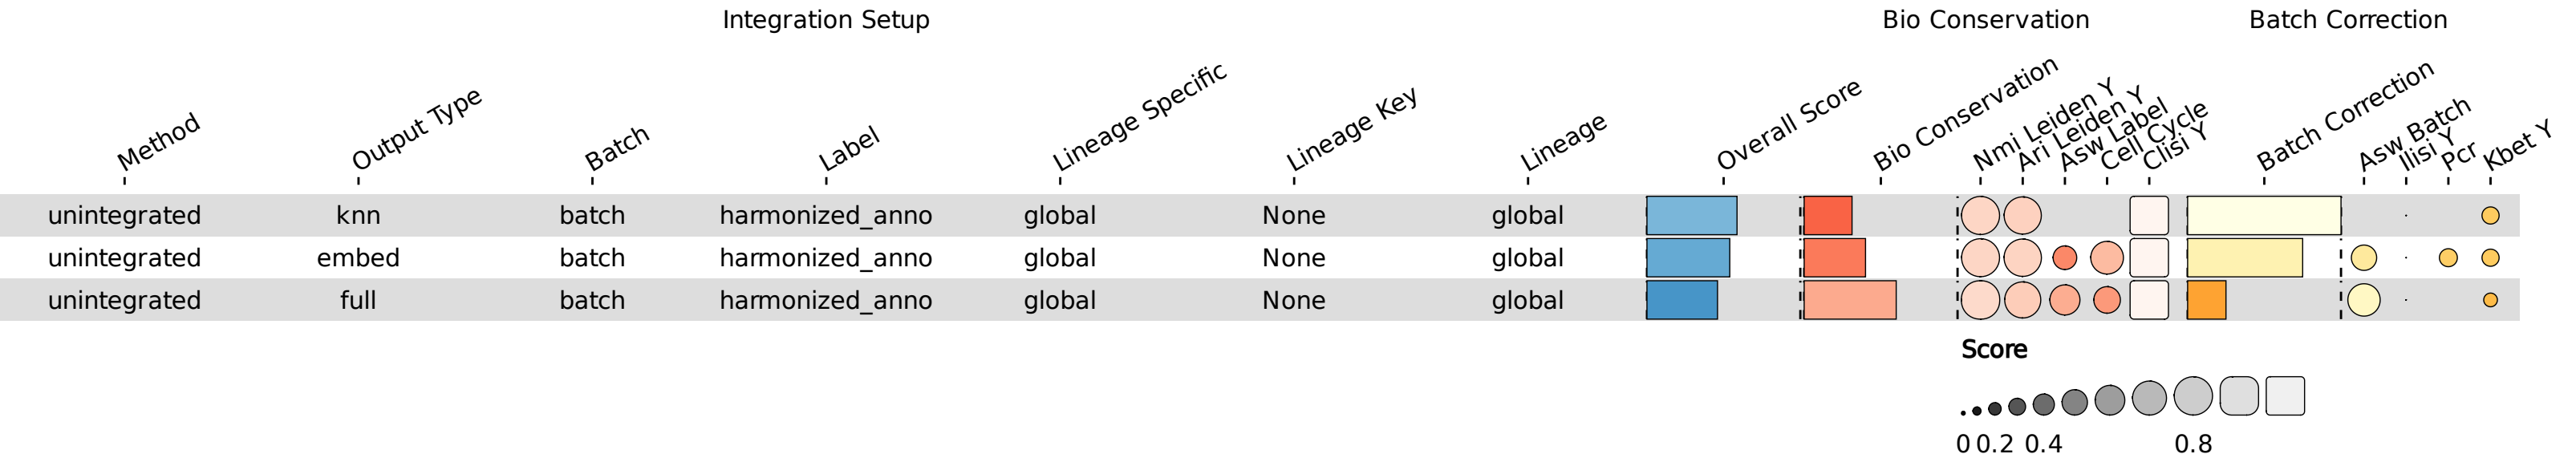 Integration Setup Bio Conservation Batch Correction
Method Output Type Batch Label Lineage Specific Lineage Key Lineage Overall Score Bio Conservation Nmi Leiden Y Ari Leiden Y Asw Label Cell Cycle Clisi Y Batch Correction Asw Batch Ilisi Y Pcr Kbet Y
unintegrated knn batch harmonized_anno global None global
unintegrated embed batch harmonized_anno global None global
unintegrated full batch harmonized_anno global None global
Score
0 0.2 0.4 0.8